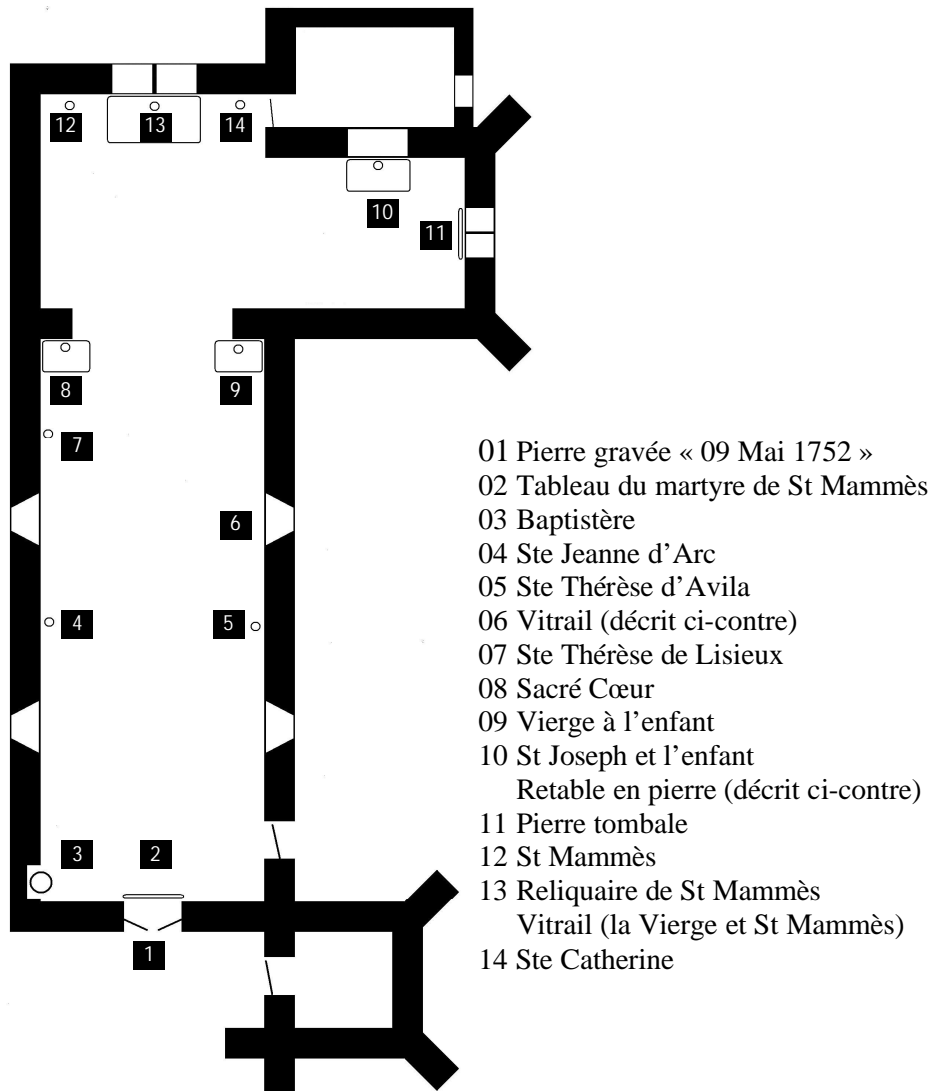 12
13
14
10
11
8
9
7
6
4
5
3
2
1
01 Pierre gravée « 09 Mai 1752 »
02 Tableau du martyre de St Mammès
03 Baptistère
04 Ste Jeanne d’Arc
05 Ste Thérèse d’Avila
06 Vitrail (décrit ci-contre)
07 Ste Thérèse de Lisieux
08 Sacré Cœur
09 Vierge à l’enfant
10 St Joseph et l’enfant
Retable en pierre (décrit ci-contre)
11 Pierre tombale
12 St Mammès
13 Reliquaire de St Mammès
Vitrail (la Vierge et St Mammès)
14 Ste Catherine